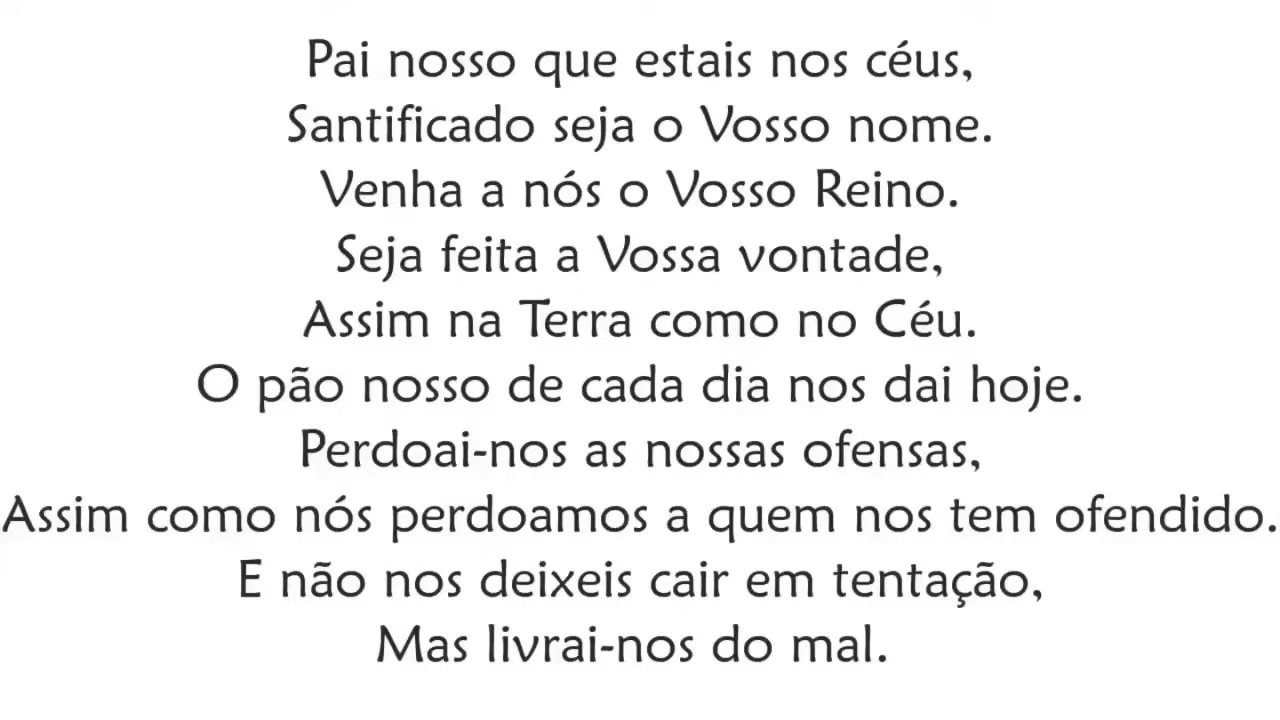 Pai nosso que estais nos céus,
Santificado seja o Vosso nome.
Venha a nós o Vosso Reino.
Seja feita a Vossa vontade,
Assim na Terra como no Céu.
O pão nosso de cada dia nos dai hoje.
Perdoai-nos as nossas ofensas,
Assim como nós perdoamos a quem nos tem ofendido.
E não nos deixeis cair em tentação,
Mas livrai-nos do mal.